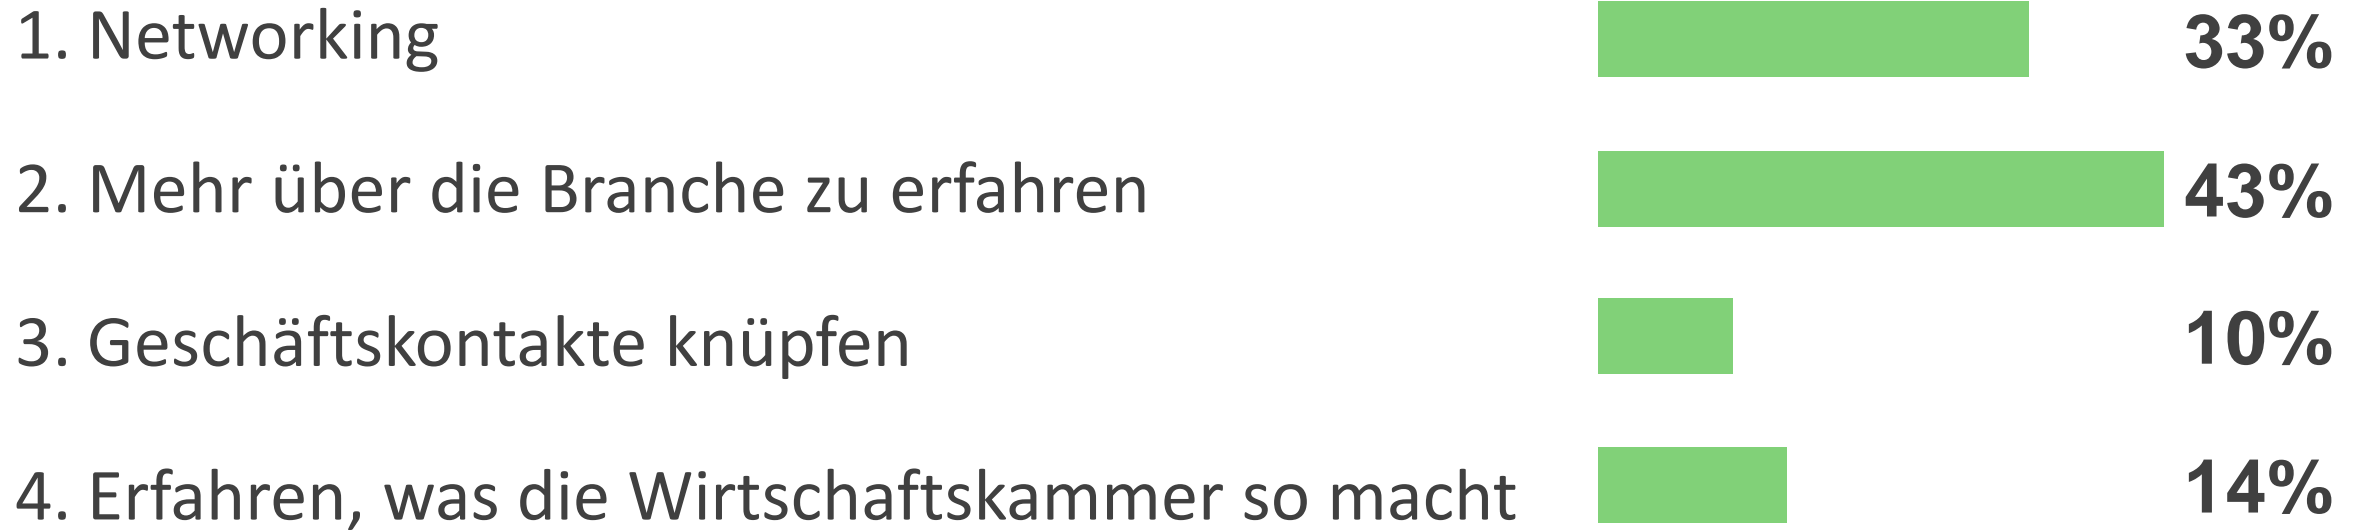 1. Networking 33%
2. Mehr über die Branche zu erfahren 43%
3. Geschäftskontakte knüpfen 10%
4. Erfahren, was die Wirtschaftskammer so macht 14%